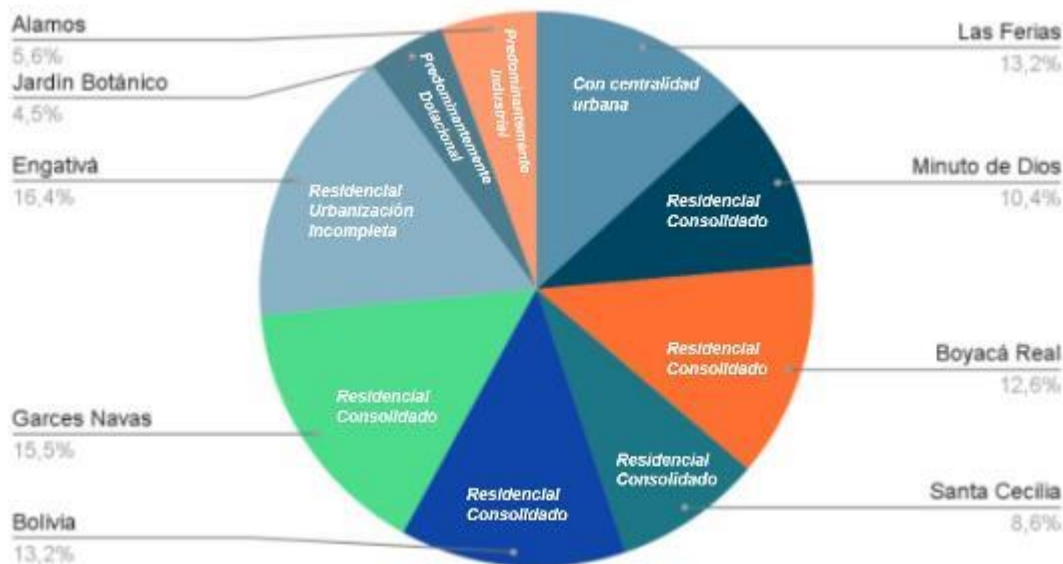 Alamos
5,6%
Jardín Botánico
4,5%
Engativá
16,4%
Garces Navas
15,5%
Bolivia
13,2%
Las Ferias
13,2%
Minuto de Dios
10,4%
Boyacá Real
12,6%
Santa Cecilia
8,6%
Predominantemente
Industrial
Predominantemente
Dotacional
Con centralidad
urbana
Residencial
Consolidado
Residencial
Urbanización
Incompleta
Residencial
Consolidado
Residencial
Consolidado
Residencial
Consolidado
Residencial
Consolidado